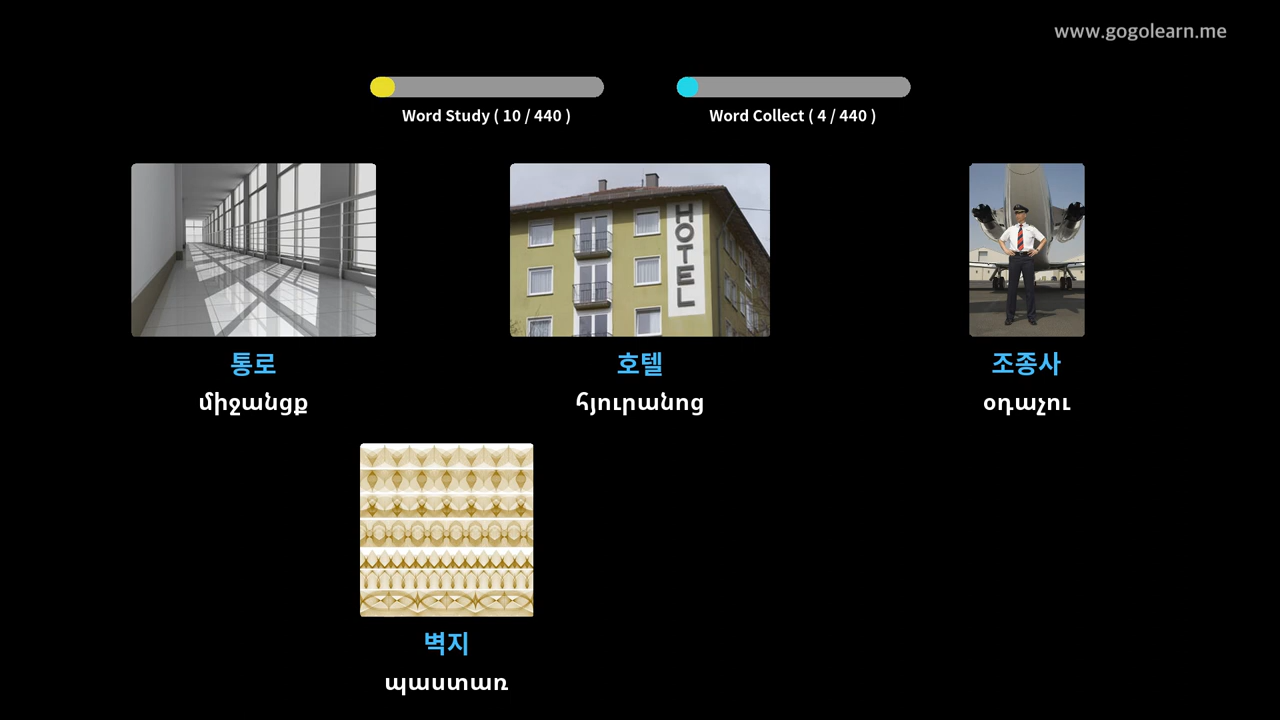 www.gogolearn.me
Word Study ( 10 / 440 )
Word Collect ( 4 / 440 )
HOTEL
통로
호텔
조종사
միջանցք
հյուրանոց
օդաչու
벽지
պաստառ